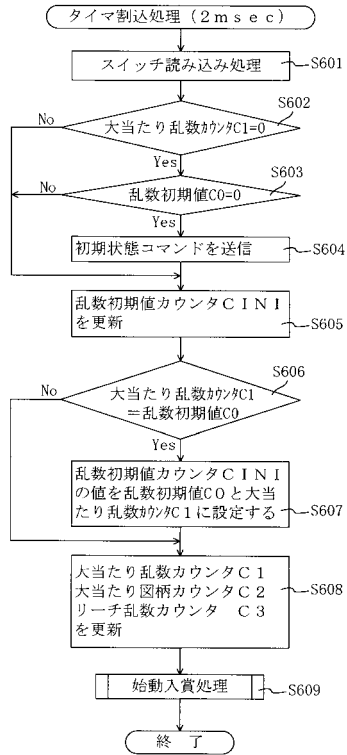 タイマ割込処理（２ｍｓｅｃ）
スイッチ読み込み処理
S601
S602
No
大当たり乱数ｶｳﾝﾀC1=0
Yes
S603
No
乱数初期値C0=0
Yes
初期状態コマンドを送信
S604
乱数初期値カウンタＣＩＮＩ
を更新
S605
S606
No
大当たり乱数ｶｳﾝﾀC1
＝乱数初期値C0
Yes
乱数初期値カウンタＣＩＮＩ
の値を乱数初期値C0と大当
たり乱数ｶｳﾝﾀC１に設定する
S607
大当たり乱数カウンタＣ１
大当たり図柄カウンタＣ２
リーチ乱数カウンタ　Ｃ３
を更新
S608
始動入賞処理
S609
終　了